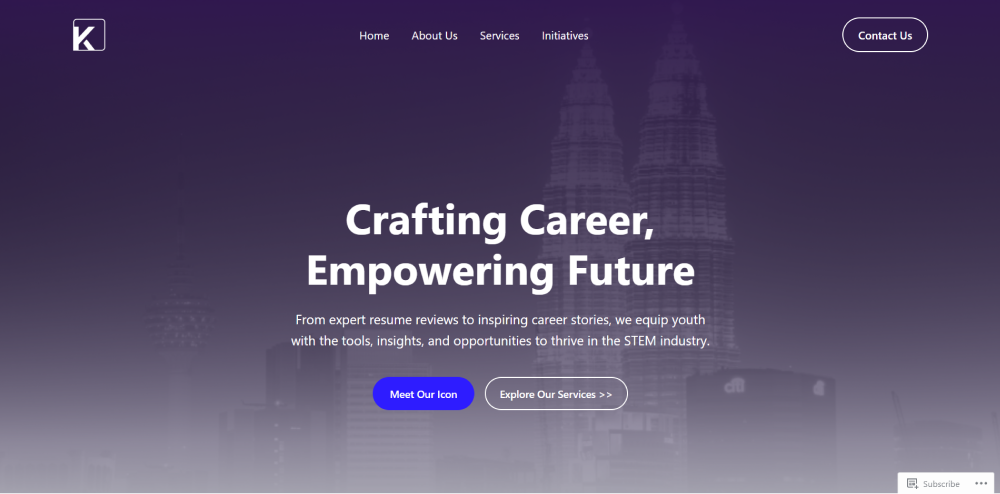 K
Home About Us Services Initiatives Contact Us
Crafting Career,
Empowering Future
From expert resume reviews to inspiring career stories, we equip youth
with the tools, insights, and opportunities to thrive in the STEM industry.
Meet Our Icon Explore Our Services >>
Subscribe